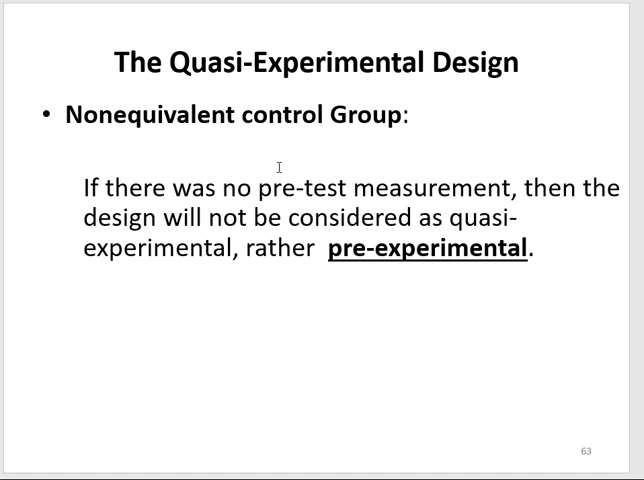 The Quasi-Experimental Design
• Nonequivalent control Group:
If there was no pre-test measurement, then the
design will not be considered as quasi-
experimental, rather pre-experimental.
63